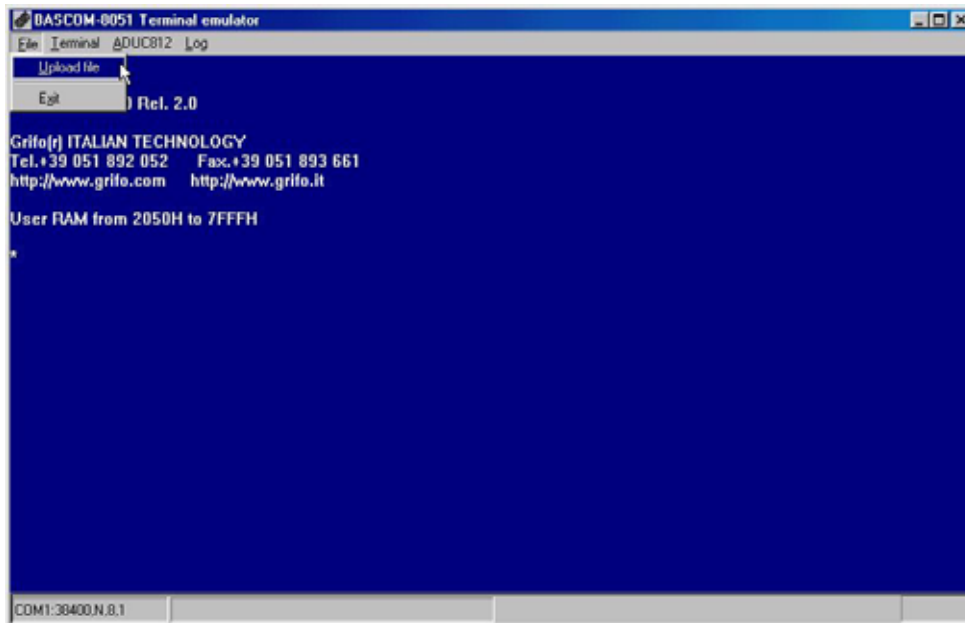 BASCOM-8051 Terminal emulator
File Terminal ADUC812 Log
Upload file
Exit
) Rel. 2.0
Grifo(r) ITALIAN TECHNOLOGY
Tel.+39 051 892 052 Fax.+39 051 893 661
http://www.grifo.com http://www.grifo.it
User RAM from 2050H to 7FFFH
*
COM1:38400,N,8,1